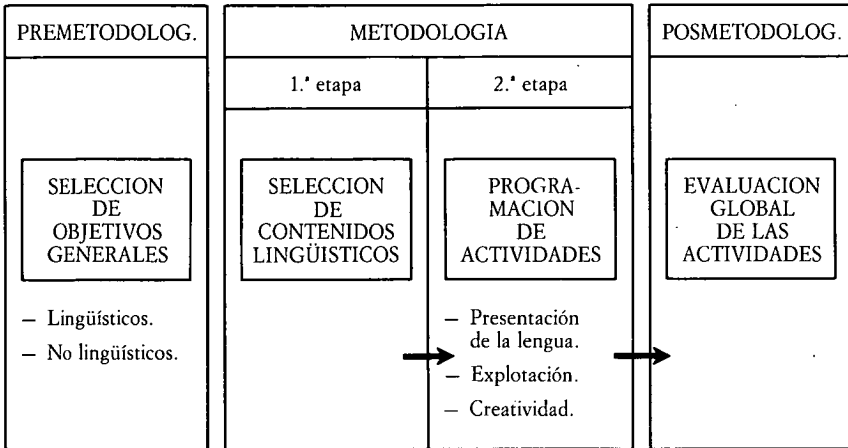 PREMETODOLOG.
METODOLOGIA
POSMETODOLOG.
1.ª etapa
2.ª etapa
SELECCION
DE
OBJETIVOS
GENERALES
SELECCION
DE
CONTENIDOS
LINGÜISTICOS
PROGRA-
MACION
DE
ACTIVIDADES
EVALUACION
GLOBAL
DE LAS
ACTIVIDADES
— Lingüísticos.
— No lingüísticos.
— Presentación
de la lengua.
— Explotación.
— Creatividad.